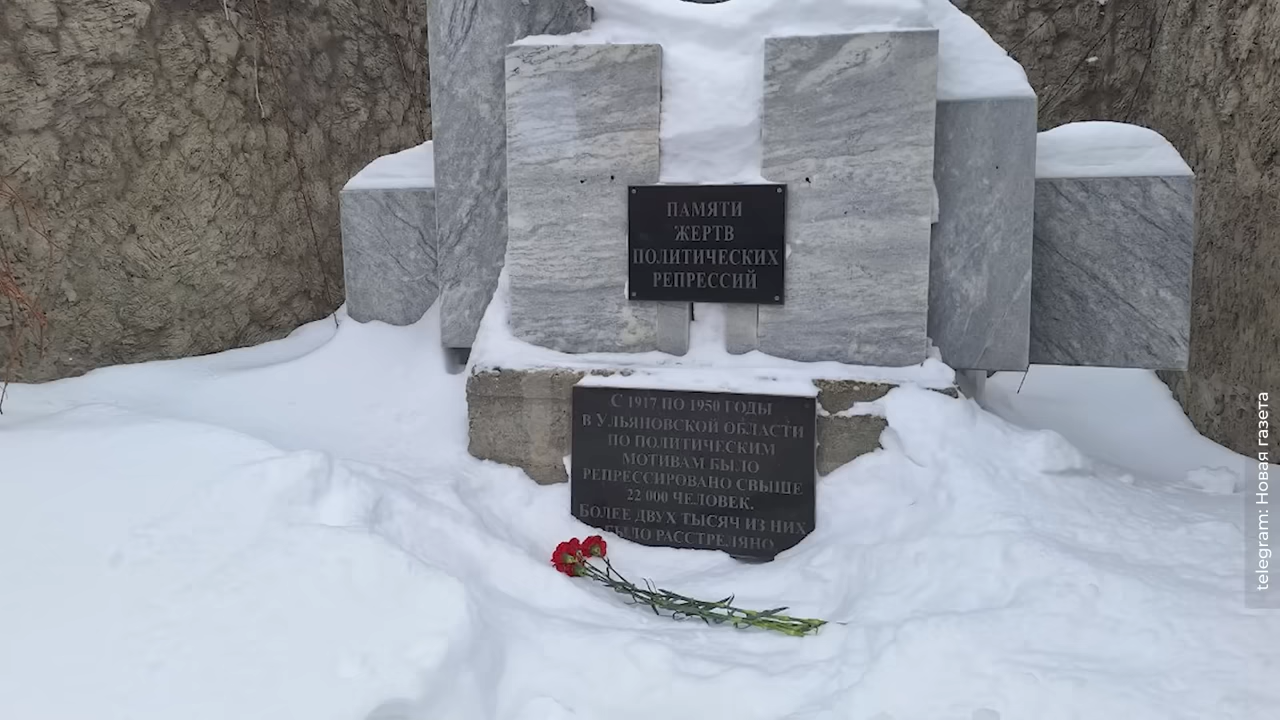 ПАМЯТИ
ЖЕРТВ
ПОЛИТИЧЕСКИХ
РЕПРЕССИЙ
С 1917 ПО 1950 ГОДЫ
В УЛЬЯНОВСКОЙ ОБЛАСТИ
ПО ПОЛИТИЧЕСКИМ
МОТИВАМ БЫЛО
РЕПРЕССИРОВАНО СВЫШЕ
22 000 ЧЕЛОВЕК.
БОЛЕЕ ДВУХ ТЫСЯЧ ИЗ НИХ
БЫЛО РАССТРЕЛЯНО
telegram: Новая газета